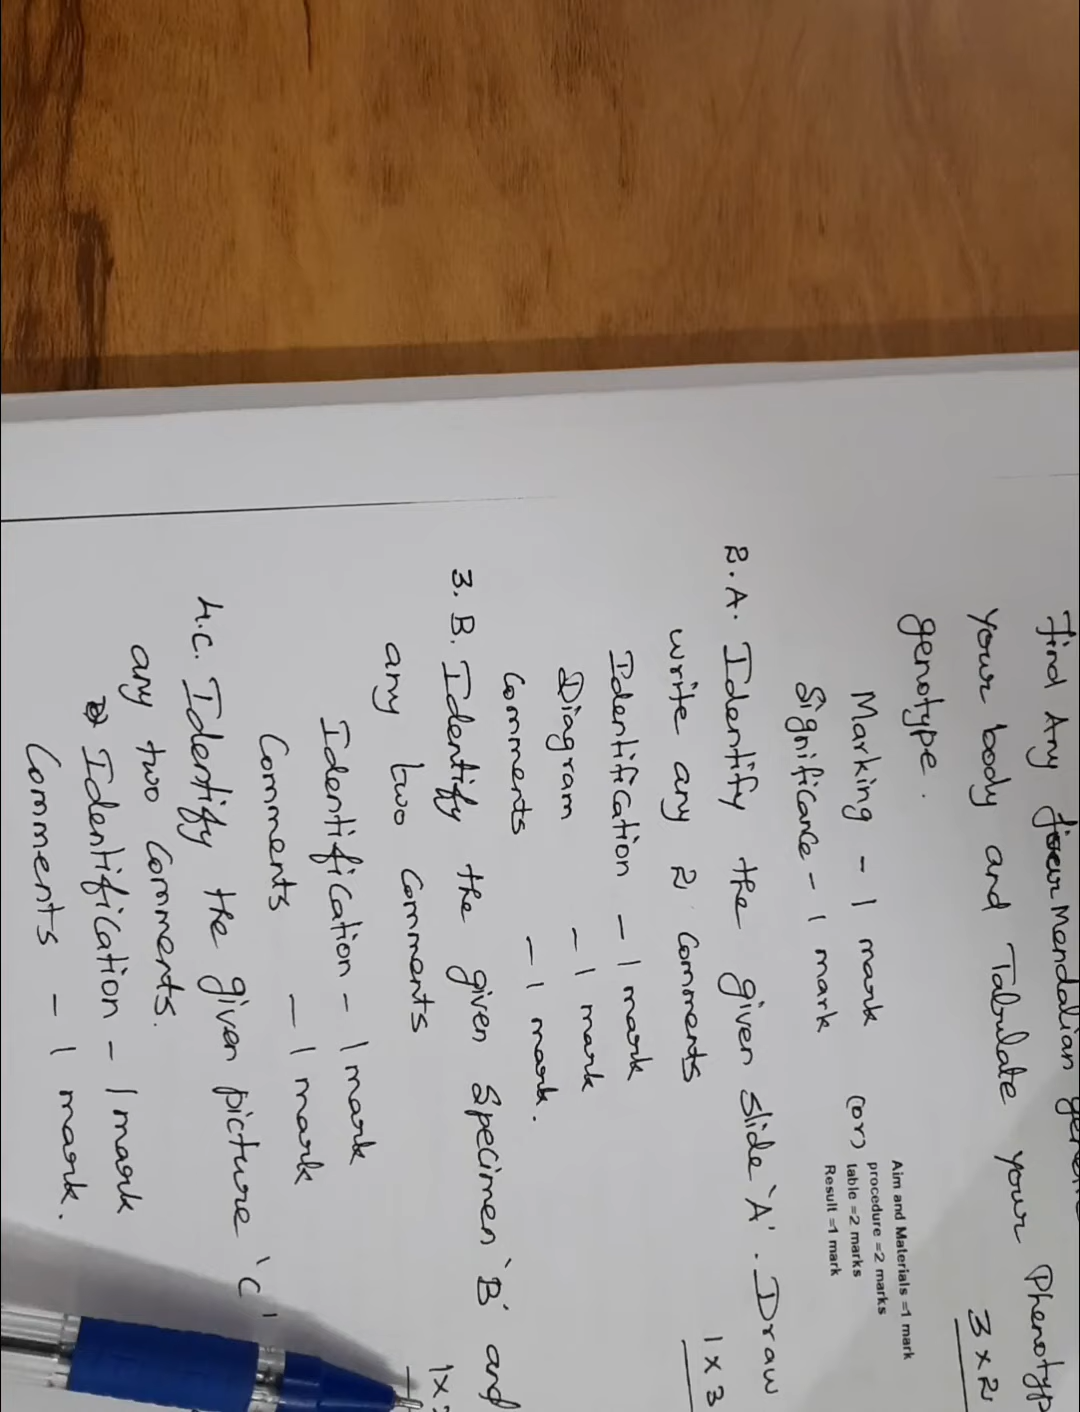 Find Any four Mendalian
your body and Tabulate your
genotype.
3 x 2
Marking - 1 mark (or)
Significance - 1 mark
Aim and Materials =1 mark
procedure =2 marks
table =2 marks
Result =1 mark
2. A. Identify the given slide 'A'. Draw
write any 2 comments
1 x 3
Identification - 1 mark
Diagram - 1 mark
Comments - 1 mark.
3. B. Identify the given Specimen 'B' and
any two comments
Identification - 1 mark
Comments - 1 mark
4. C. Identify the given picture 'C'
any two comments.
Identification - 1 mark
Comments - 1 mark.